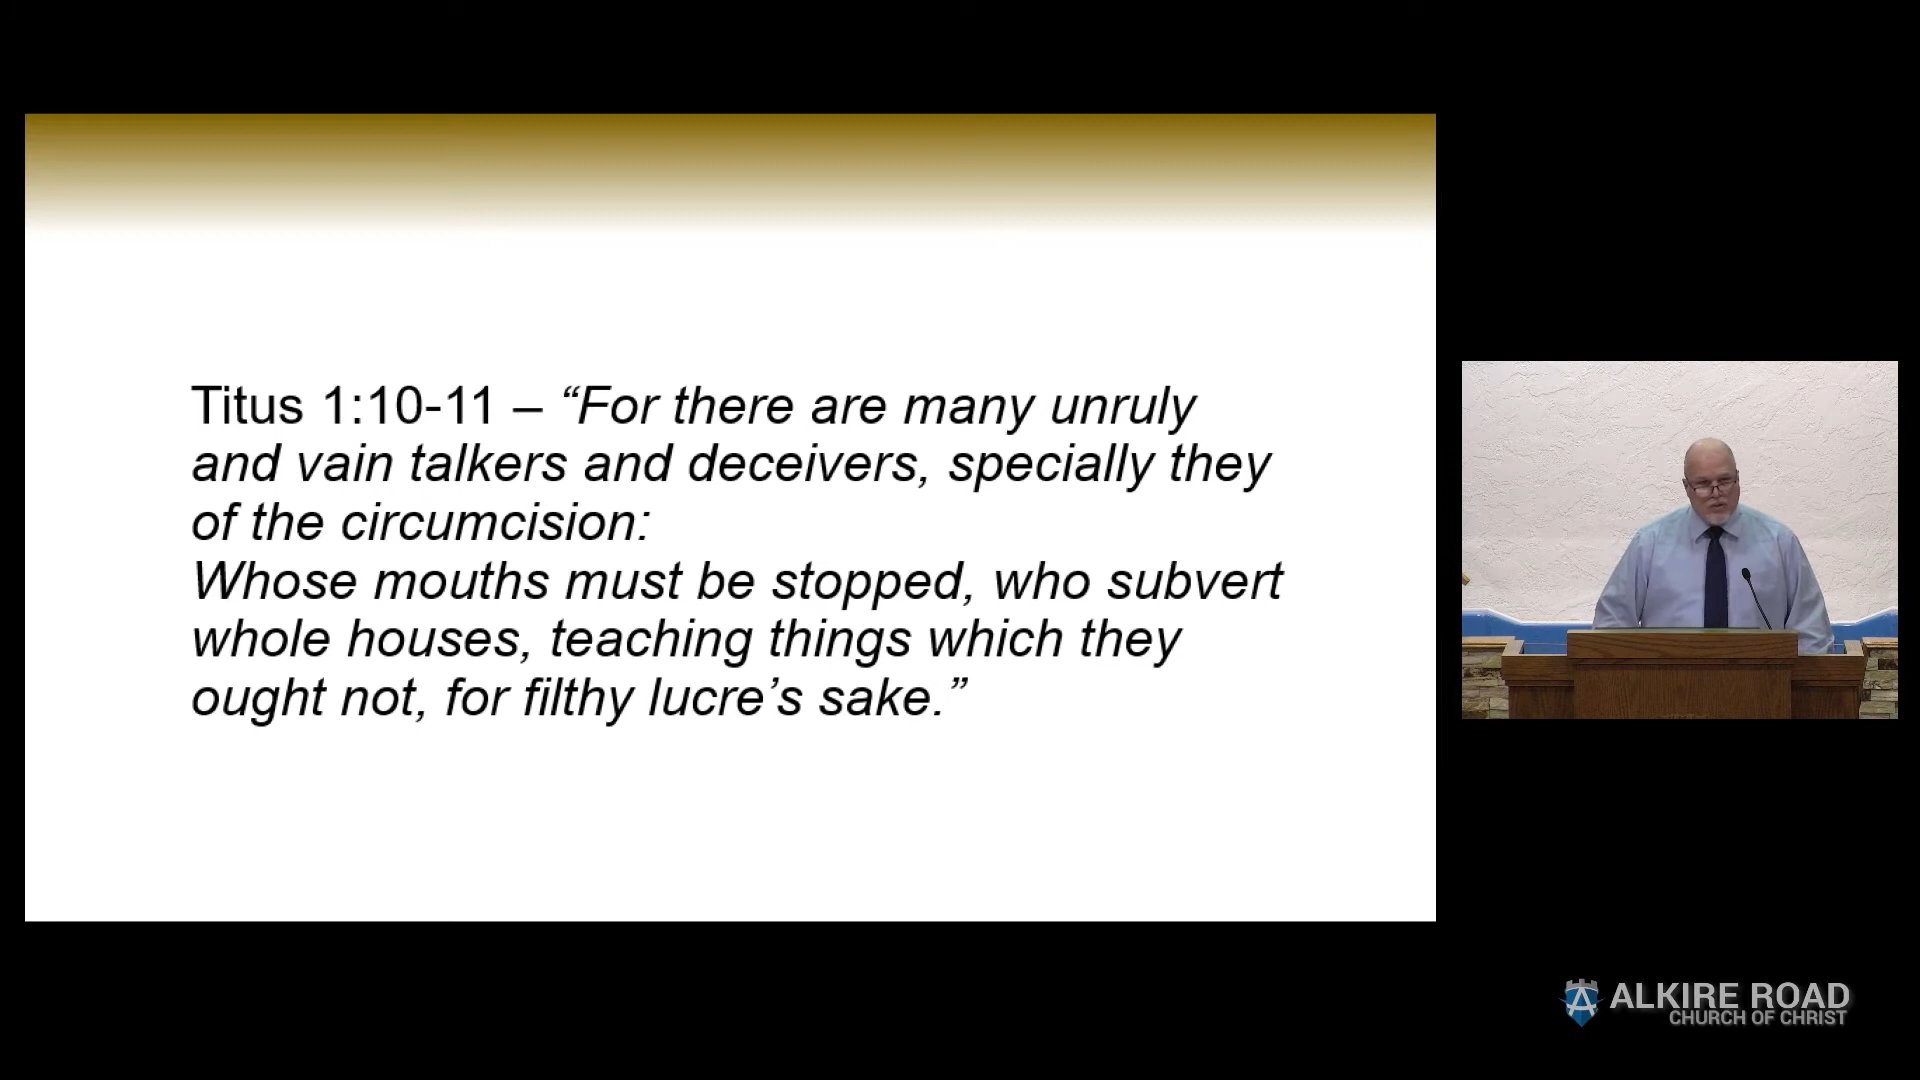 Titus 1:10-11 – “For there are many unruly
and vain talkers and deceivers, specially they
of the circumcision:
Whose mouths must be stopped, who subvert
whole houses, teaching things which they
ought not, for filthy lucre’s sake.”
ALKIRE ROAD
CHURCH OF CHRIST